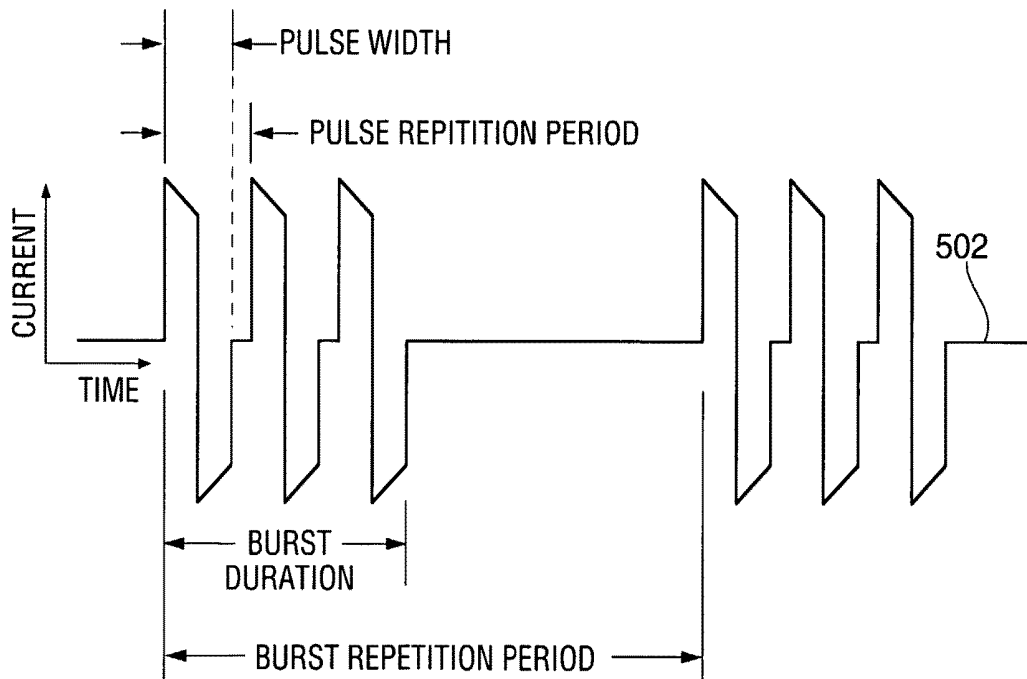 PULSE WIDTH
PULSE REPITITION PERIOD
CURRENT
502
TIME
BURST
DURATION
BURST REPETITION PERIOD